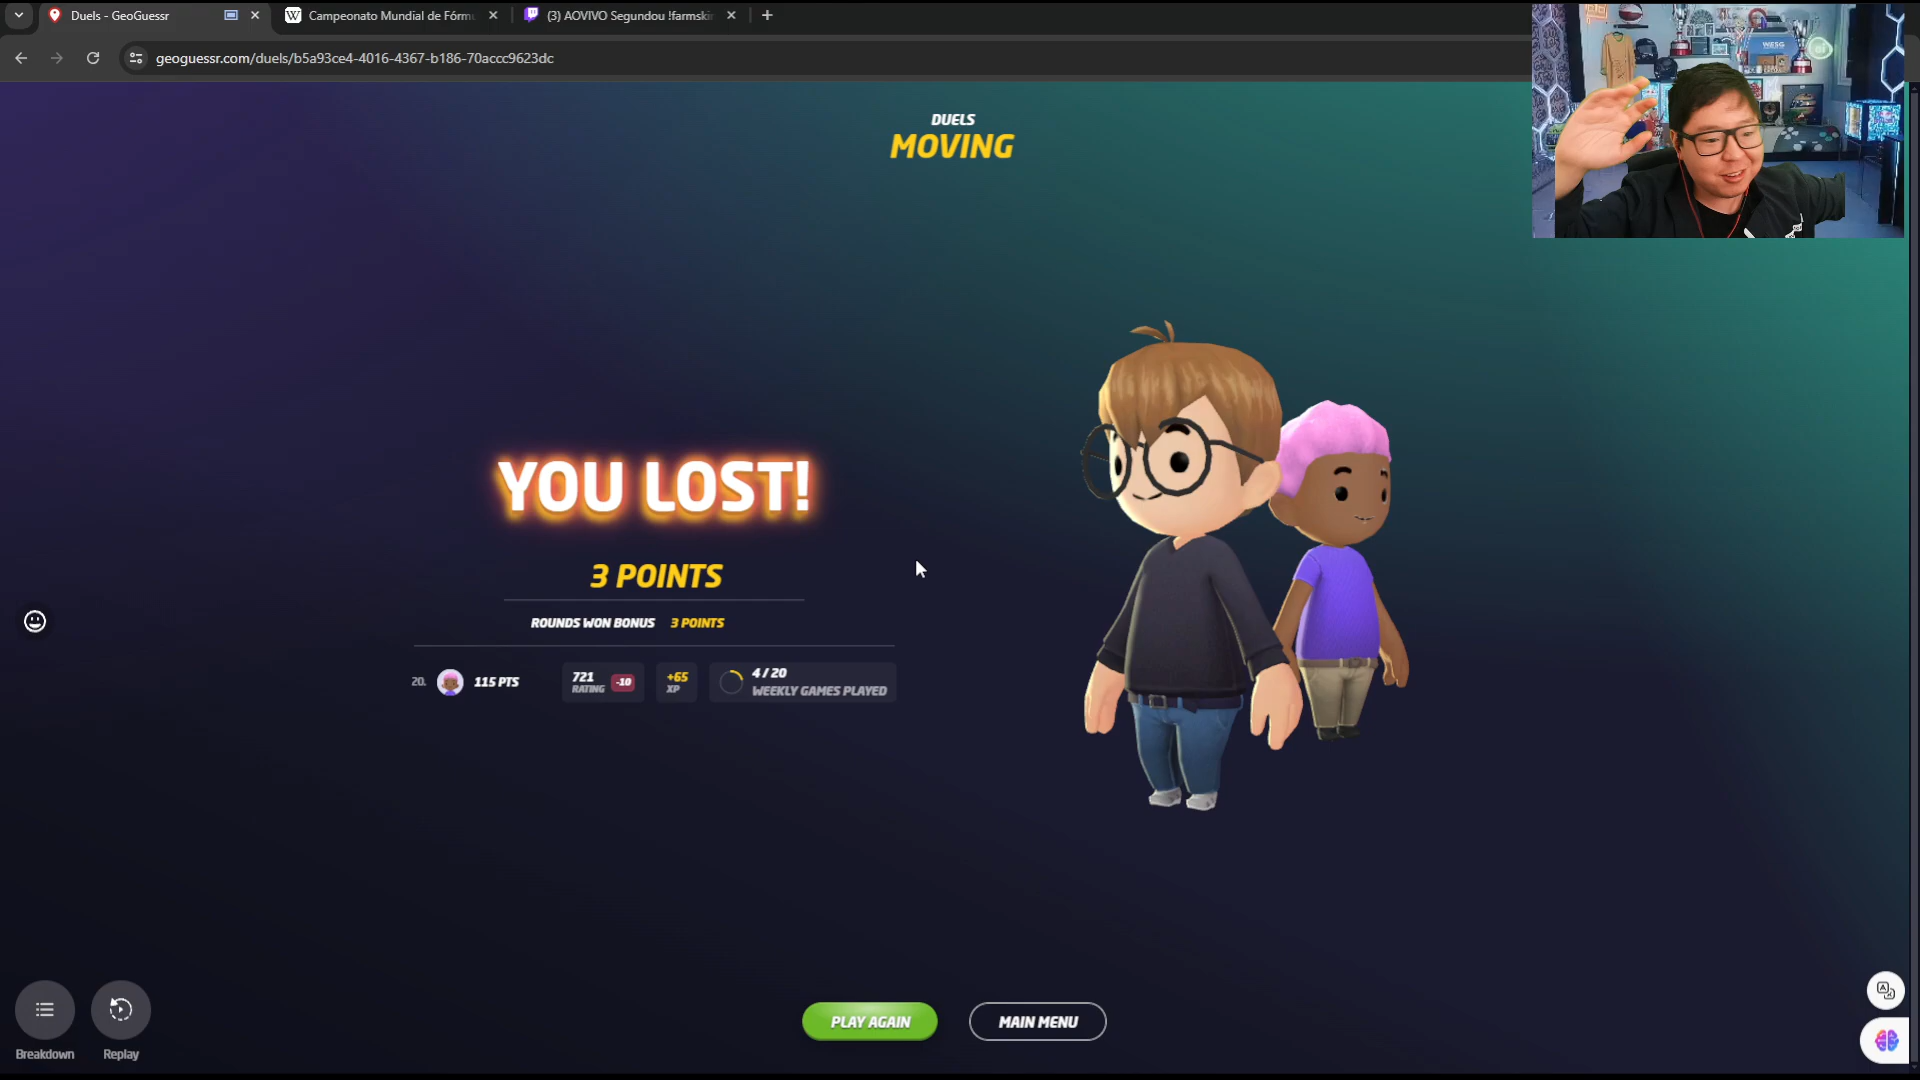 Duels - GeoGuessr
Campeonato Mundial de Fórmu
(3) AOVIVO Segundou !farmski
geoguessr.com/duels/b5a93ce4-4016-4367-b186-70accc9623dc
WESG
DUELS
MOVING
YOU LOST!
3 POINTS
ROUNDS WON BONUS 3 POINTS
20. 115 PTS
721
RATING -10
+65
XP
4 / 20
WEEKLY GAMES PLAYED
PLAY AGAIN
MAIN MENU
Breakdown
Replay